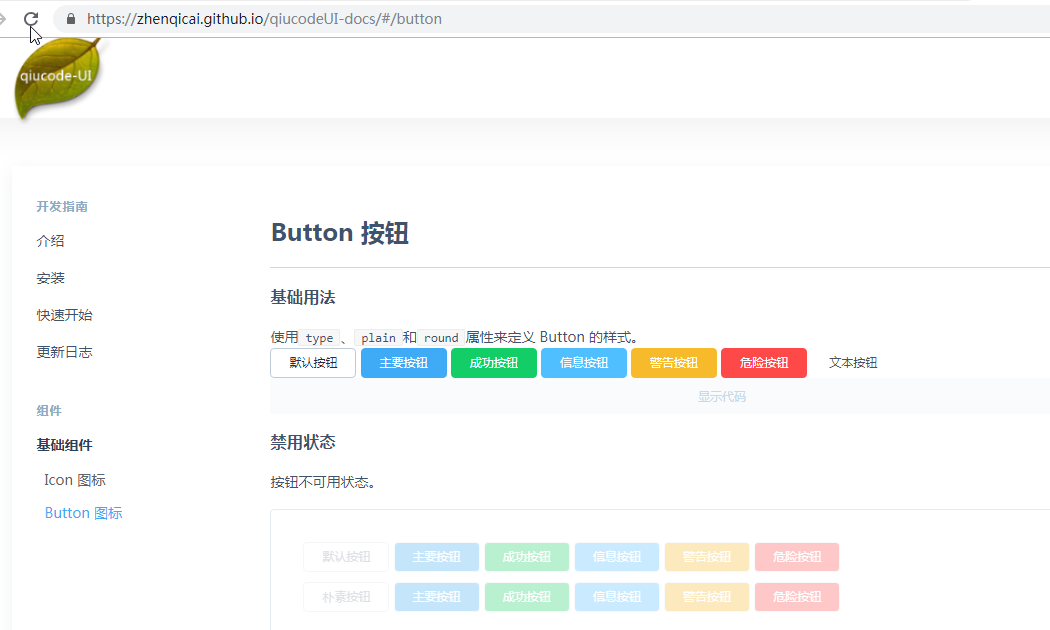 https://zhenqicai.github.io/qiucodeUI-docs/#/button
qiucode-UI
开发指南
介绍
安装
快速开始
更新日志
组件
基础组件
Icon 图标
Button 图标
Button 按钮
基础用法
使用 type 、 plain 和 round 属性来定义 Button 的样式。
默认按钮 主要按钮 成功按钮 信息按钮 警告按钮 危险按钮 文本按钮
显示代码
禁用状态
按钮不可用状态。
默认按钮 主要按钮 成功按钮 信息按钮 警告按钮 危险按钮
朴素按钮 主要按钮 成功按钮 信息按钮 警告按钮 危险按钮